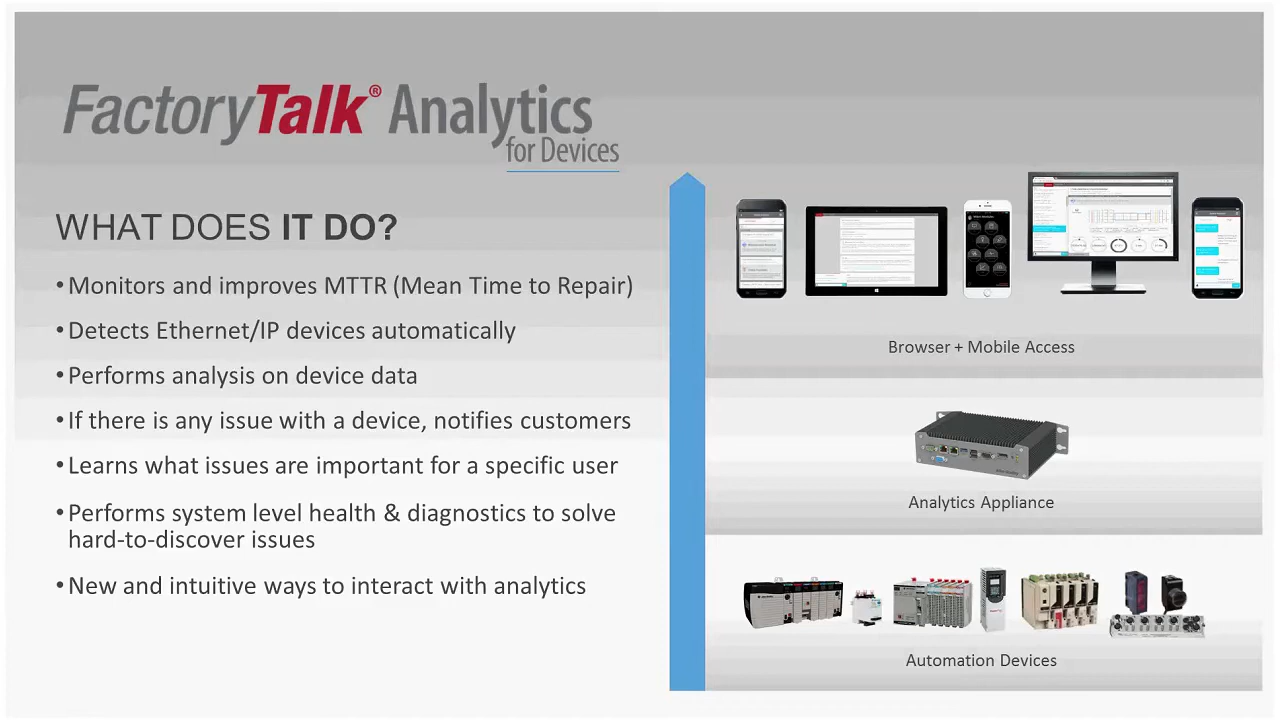 FactoryTalk® Analytics
for Devices
WHAT DOES IT DO?
•Monitors and improves MTTR (Mean Time to Repair)
•Detects Ethernet/IP devices automatically
•Performs analysis on device data
•If there is any issue with a device, notifies customers
•Learns what issues are important for a specific user
•Performs system level health & diagnostics to solve
hard-to-discover issues
•New and intuitive ways to interact with analytics
Browser + Mobile Access
Analytics Appliance
Automation Devices